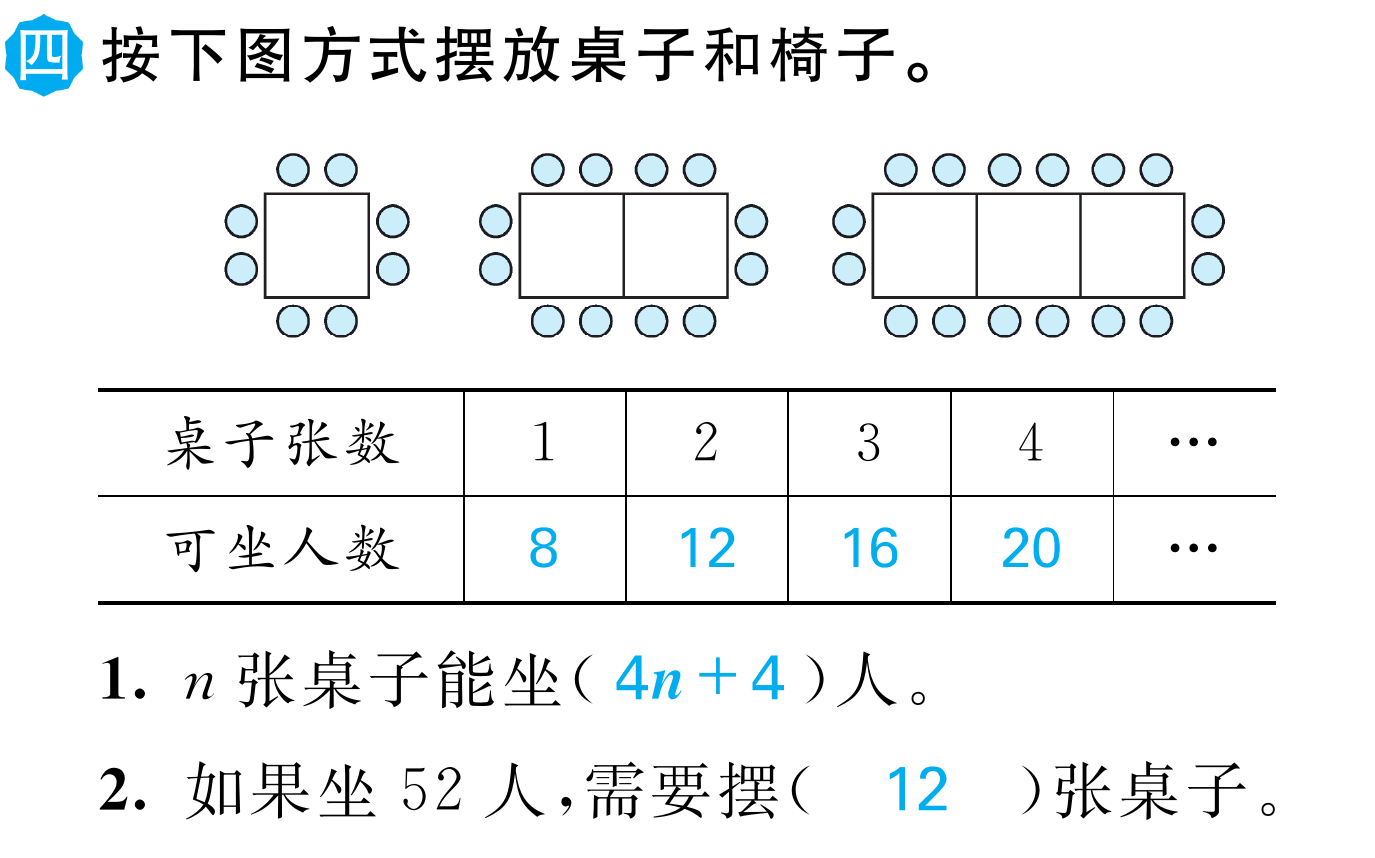 四 按下图方式摆放桌子和椅子。
桌子张数 1 2 3 4 …
可坐人数 8 12 16 20 …
1. n 张桌子能坐( 4n+4 )人。
2. 如果坐 52 人,需要摆( 12 )张桌子。